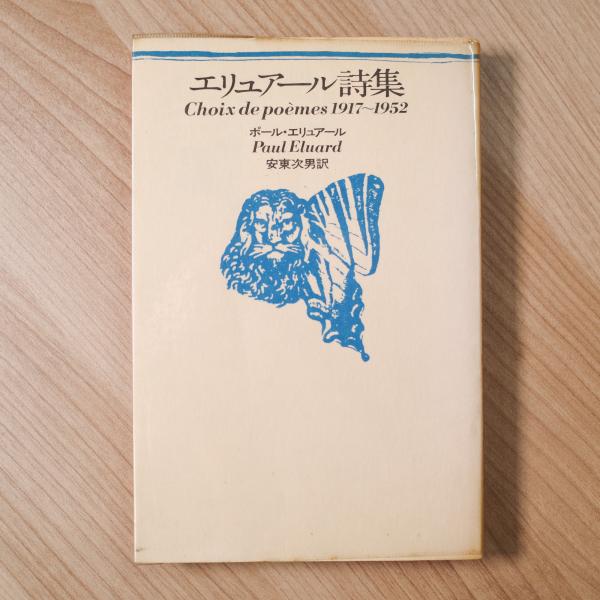 エリュアール詩集
Choix de poèmes 1917~1952
ポール・エリュアール
Paul Eluard
安東次男訳